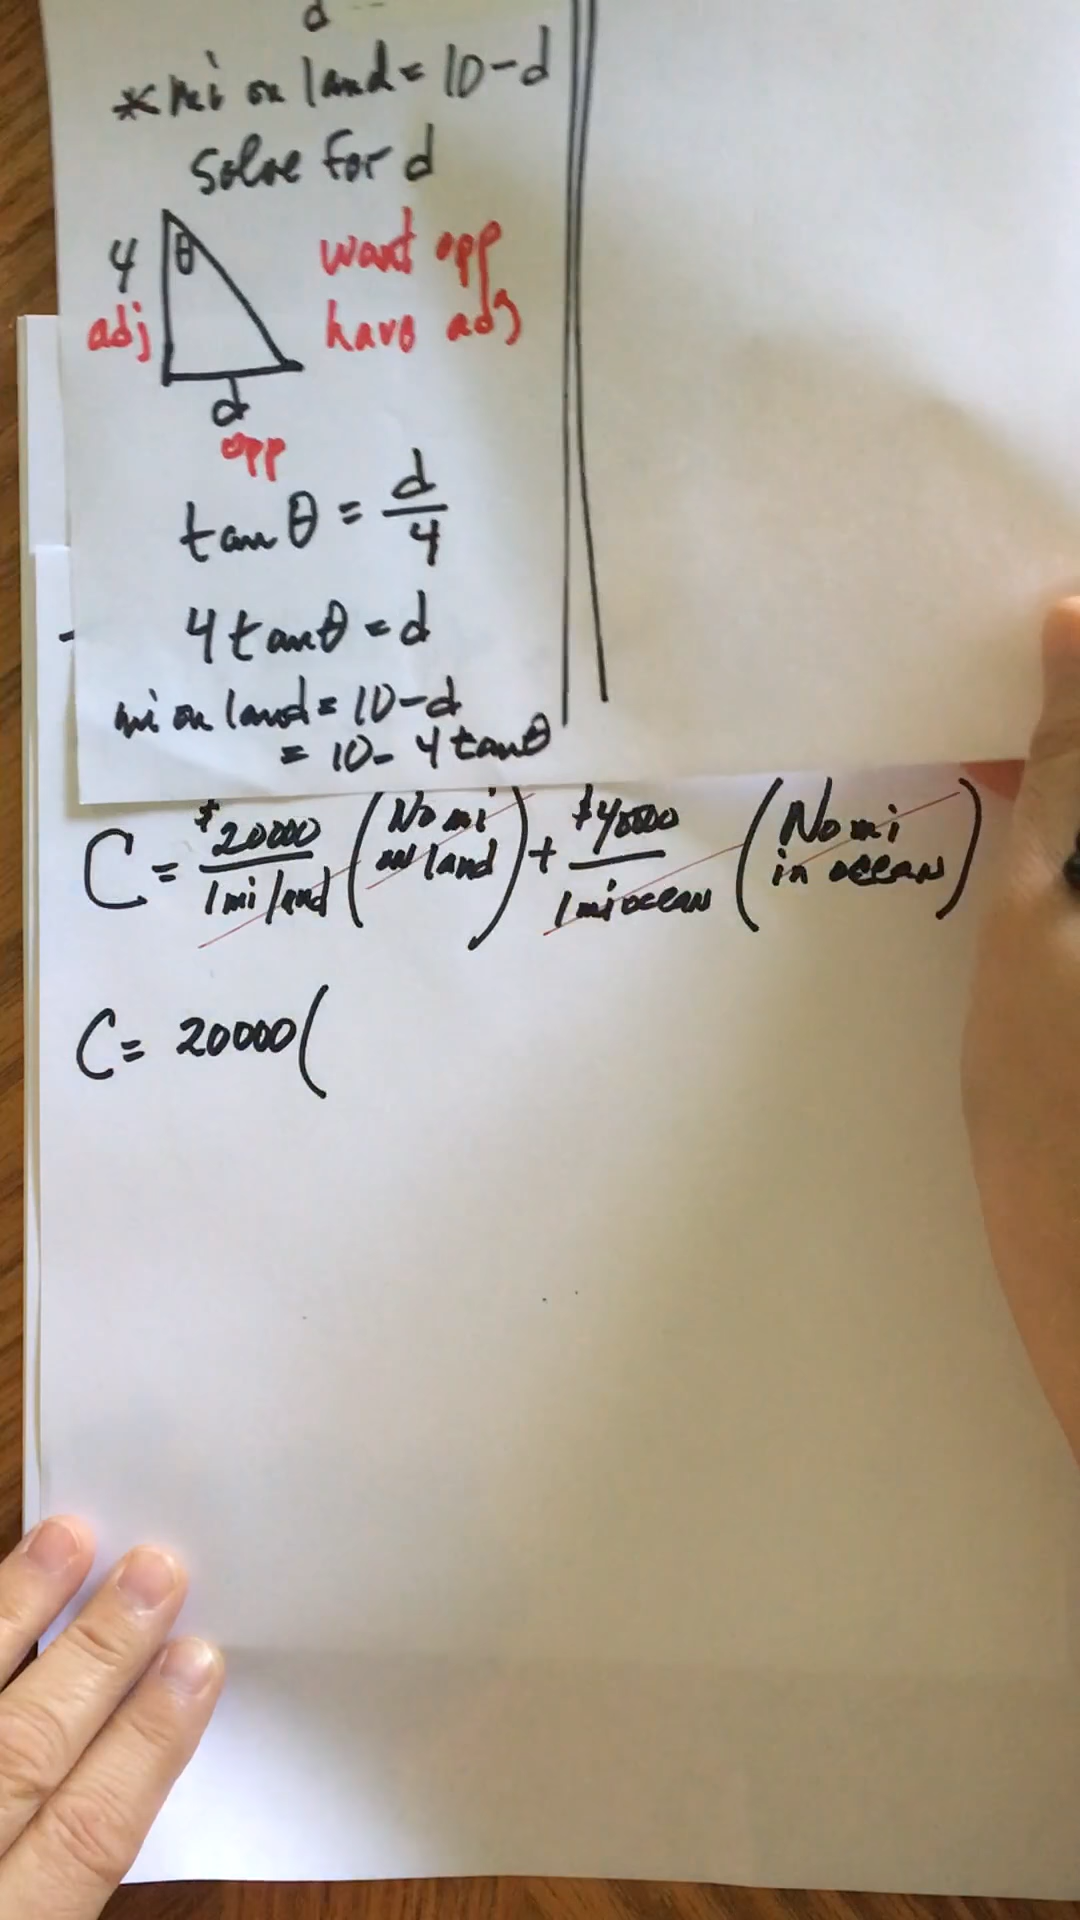 d
*mi on land = 10-d
Solve for d
4 θ want opp
adj have adj
d
opp
tan θ = d/4
4 tanθ = d
mi on land = 10-d
= 10- 4 tanθ
C = $20000/1 mi land (No mi on land) + $40000/1 mi ocean (No mi in ocean)
C = 20000(